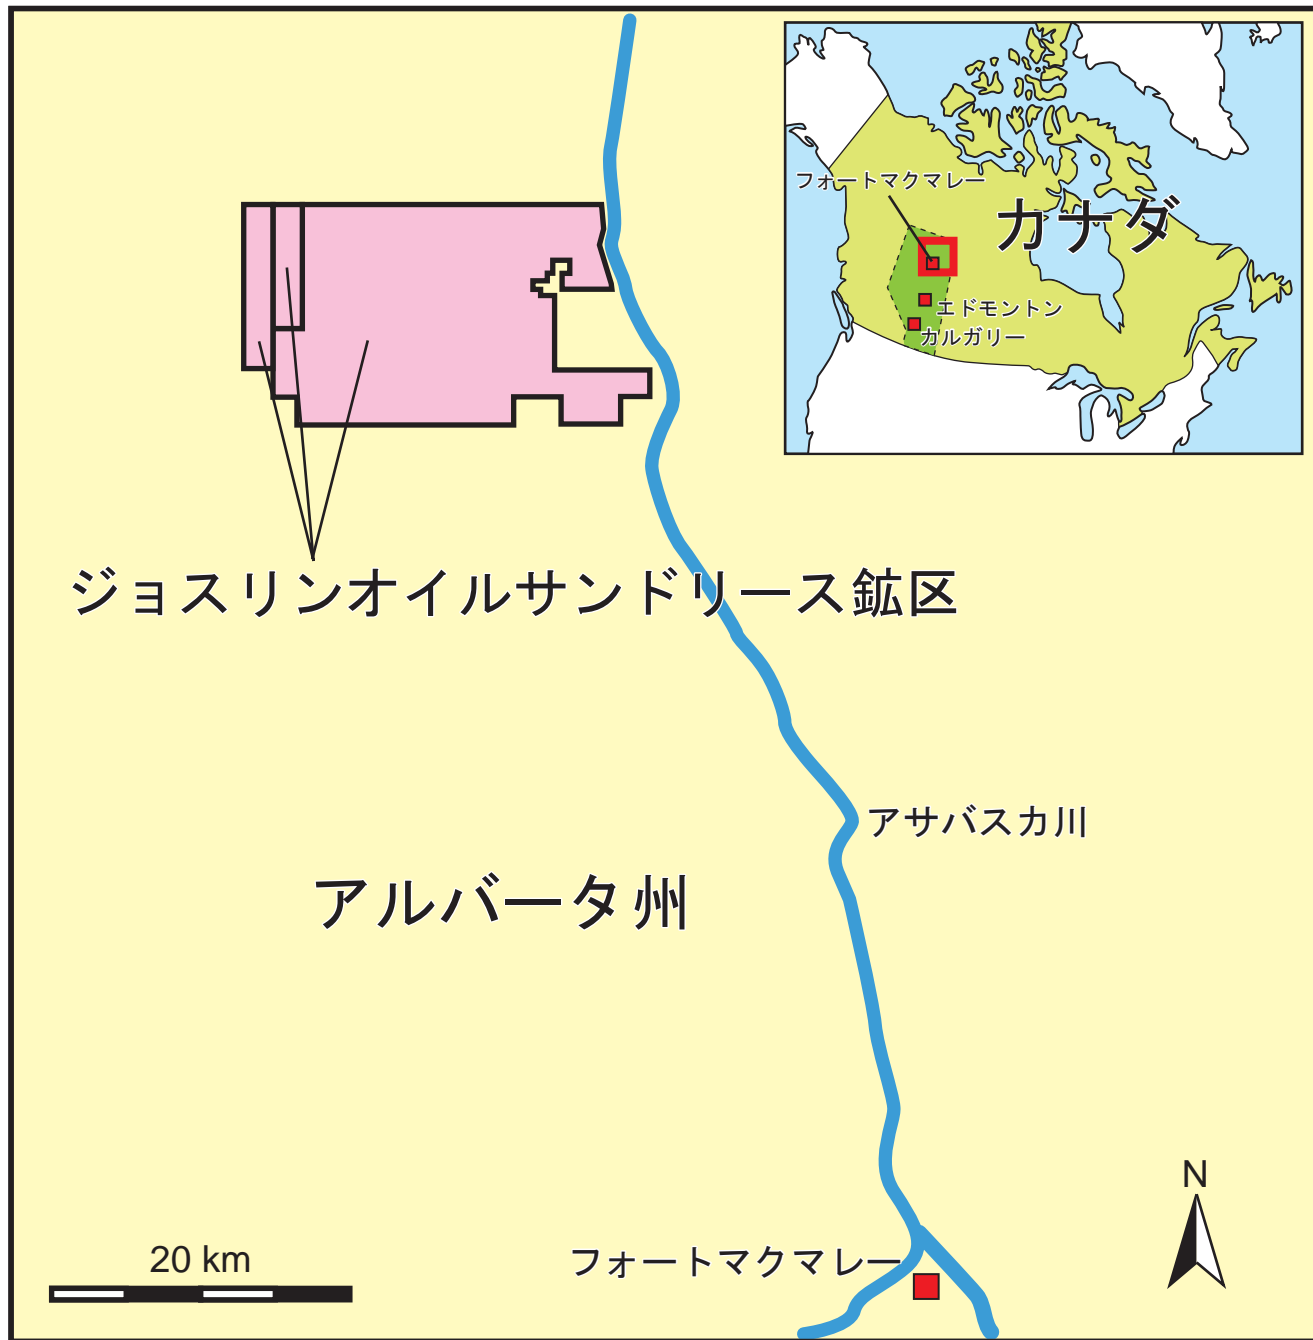 フォートマクマレー
カナダ
エドモントン
カルガリー
ジョスリンオイルサンドリース鉱区
アサバスカ川
アルバータ州
N
20 km
フォートマクマレー